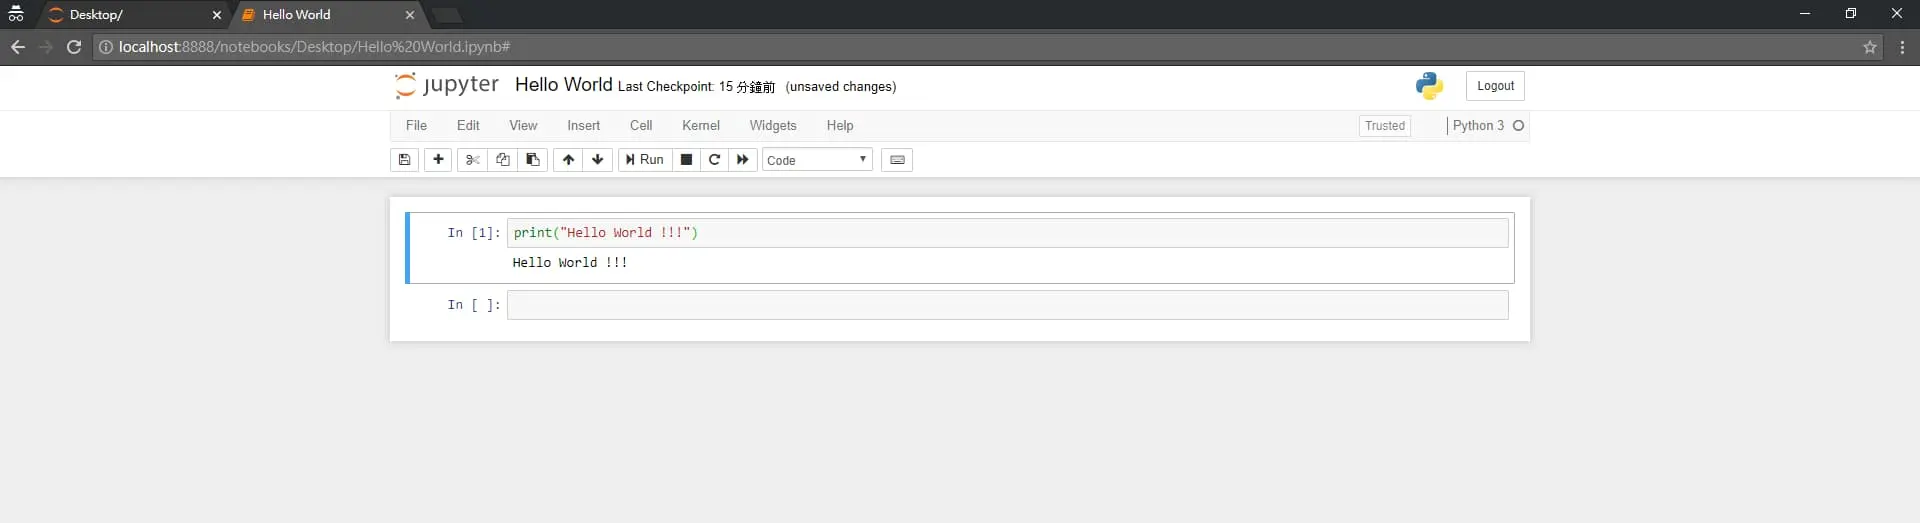 Desktop/
Hello World
localhost:8888/notebooks/Desktop/Hello%20World.ipynb#
jupyter Hello World Last Checkpoint: 15 分鐘前 (unsaved changes) Logout
File Edit View Insert Cell Kernel Widgets Help Trusted Python 3
Run Code
In [1]: print("Hello World !!!")
Hello World !!!
In [ ]: